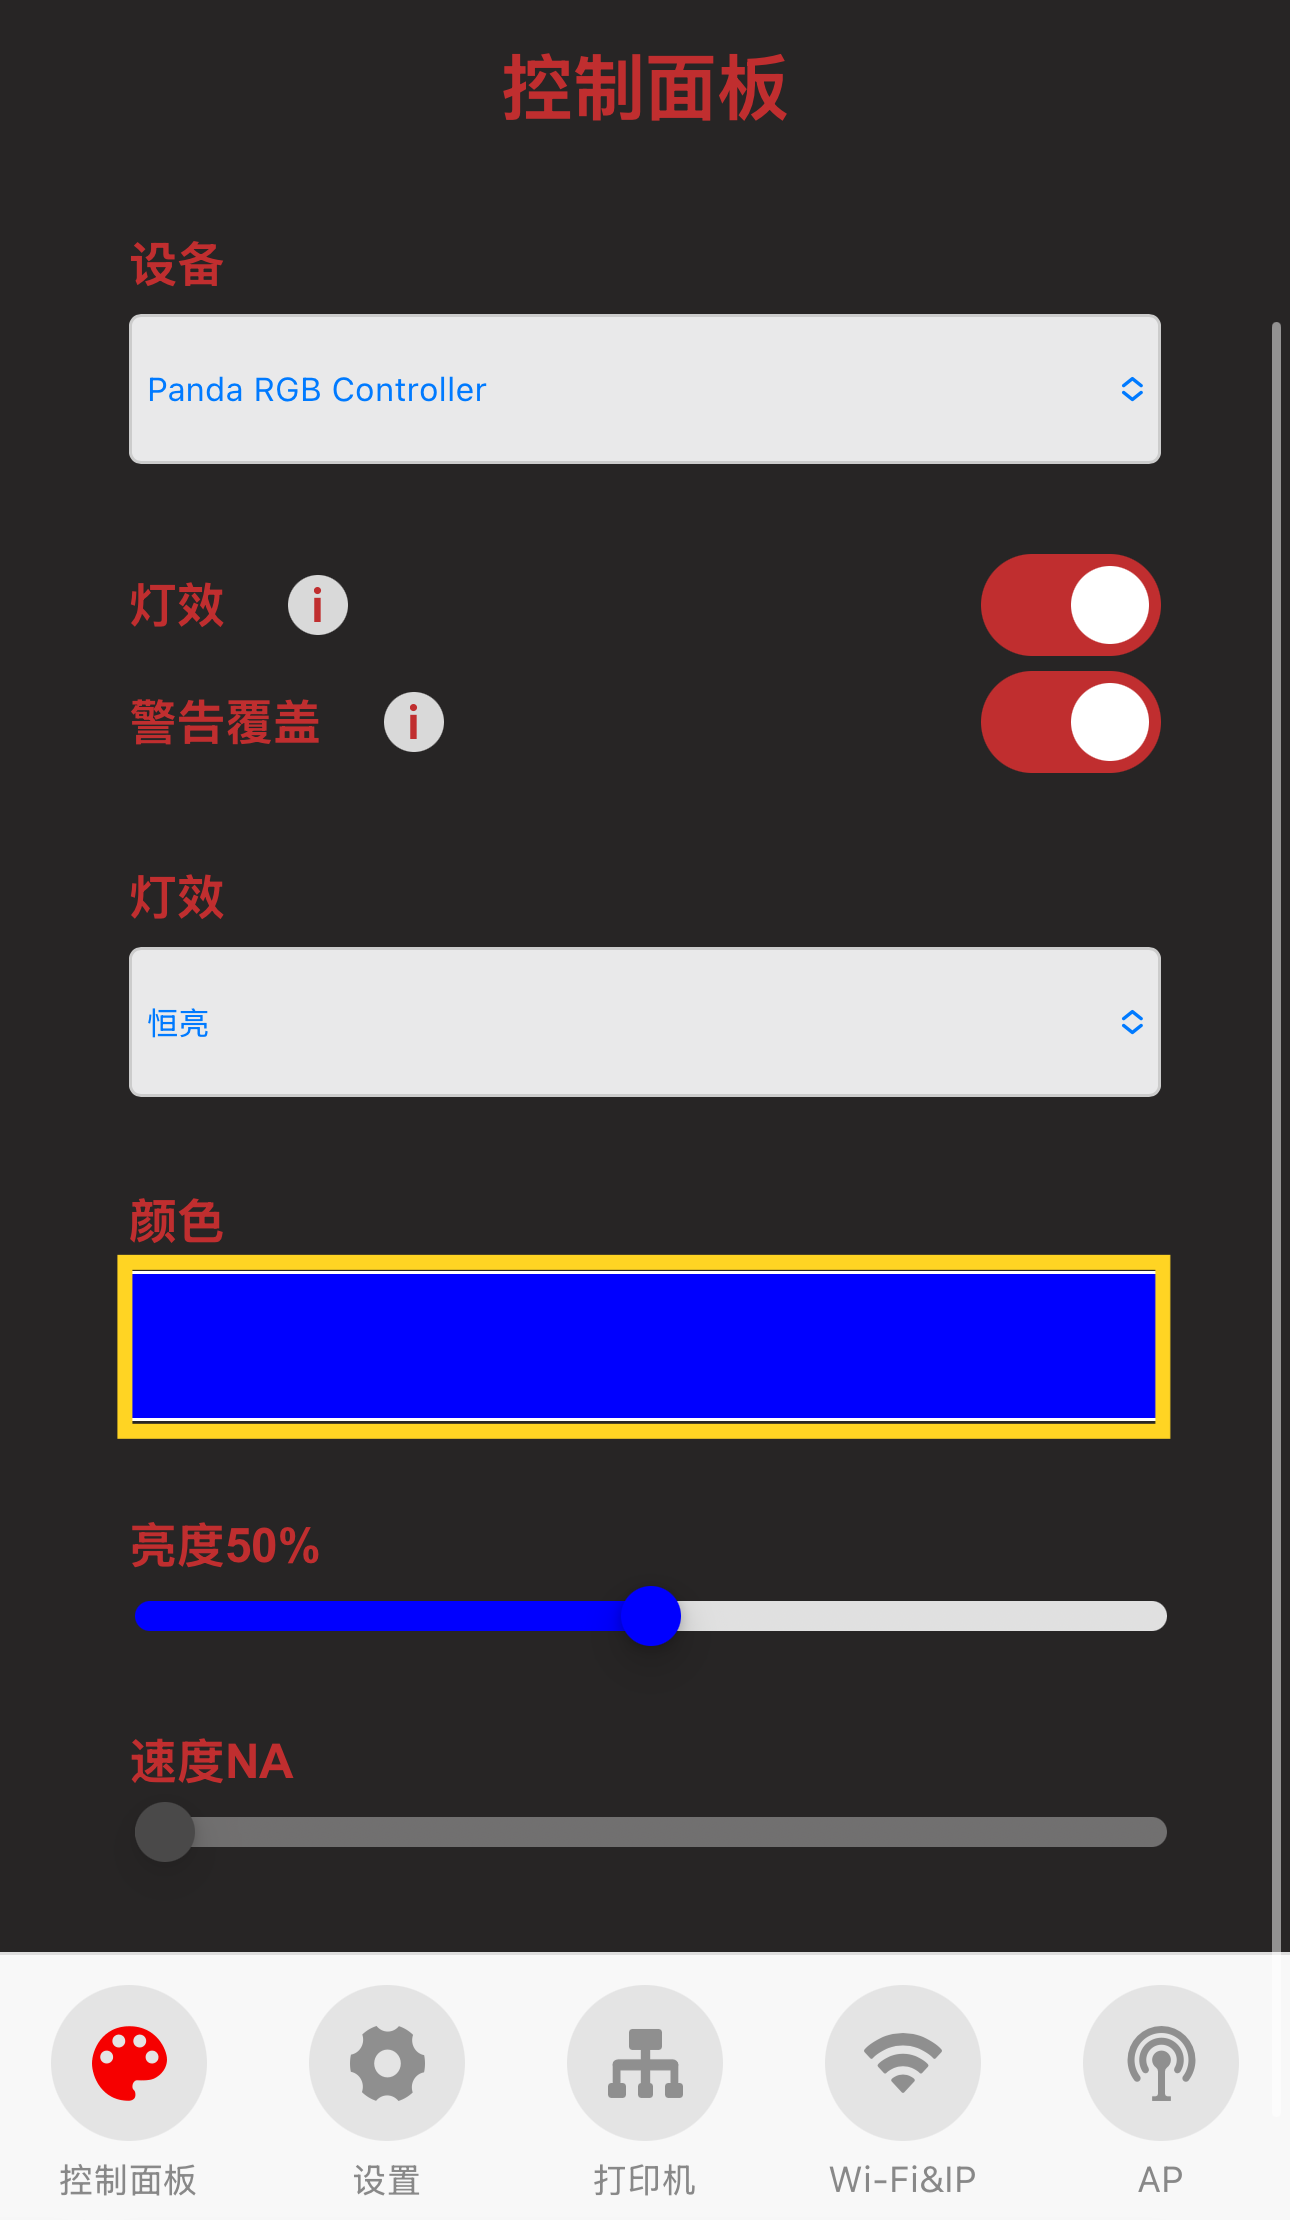 控制面板
设备
Panda RGB Controller
灯效 i
警告覆盖 i
灯效
恒亮
颜色
亮度50%
速度NA
控制面板 设置 打印机 Wi-Fi&IP AP